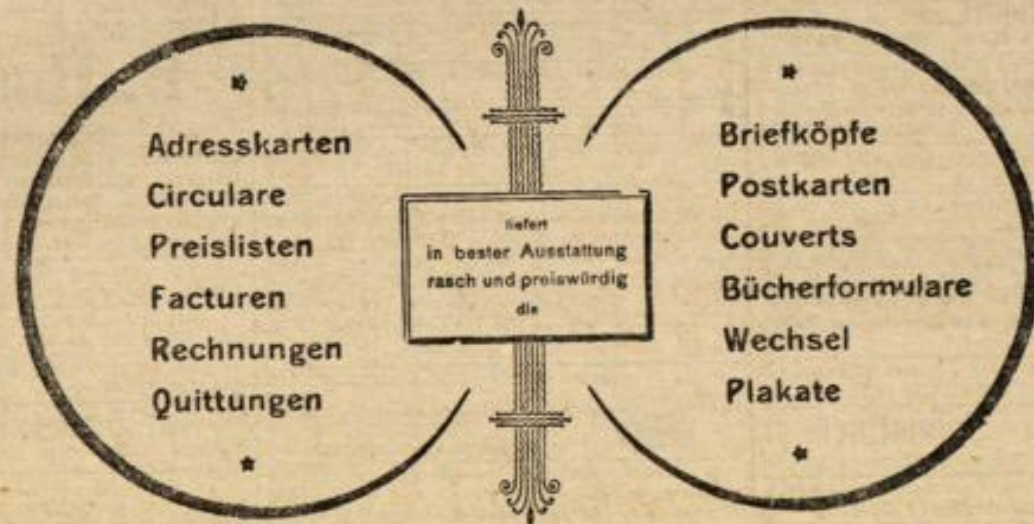 Adresskarten
Circulare
Preislisten
Facturen
Rechnungen
Quittungen
liefert
in bester Ausstattung
rasch und preiswürdig
die
Briefköpfe
Postkarten
Couverts
Bücherformulare
Wechsel
Plakate